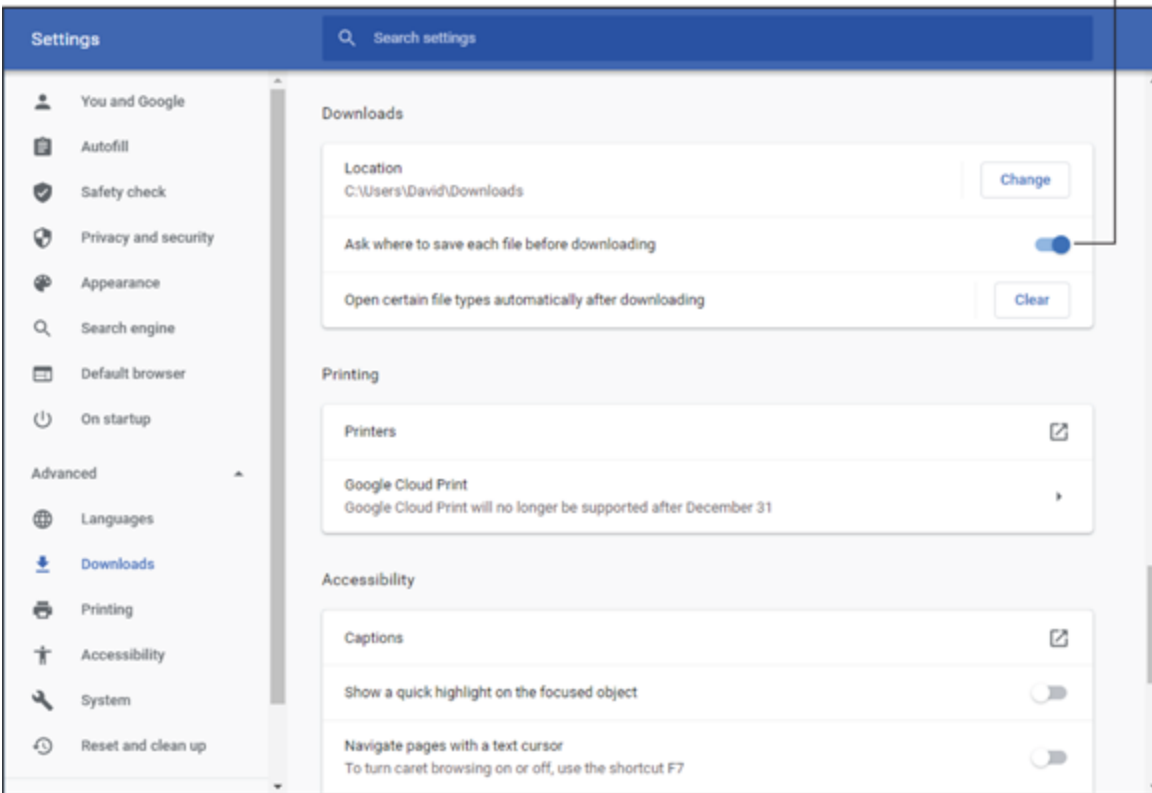 Settings
Search settings
You and Google
Autofill
Safety check
Privacy and security
Appearance
Search engine
Default browser
On startup
Advanced
Languages
Downloads
Printing
Accessibility
System
Reset and clean up
Downloads
Location
C:\Users\David\Downloads
Change
Ask where to save each file before downloading
Open certain file types automatically after downloading
Clear
Printing
Printers
Google Cloud Print
Google Cloud Print will no longer be supported after December 31
Accessibility
Captions
Show a quick highlight on the focused object
Navigate pages with a text cursor
To turn caret browsing on or off, use the shortcut F7